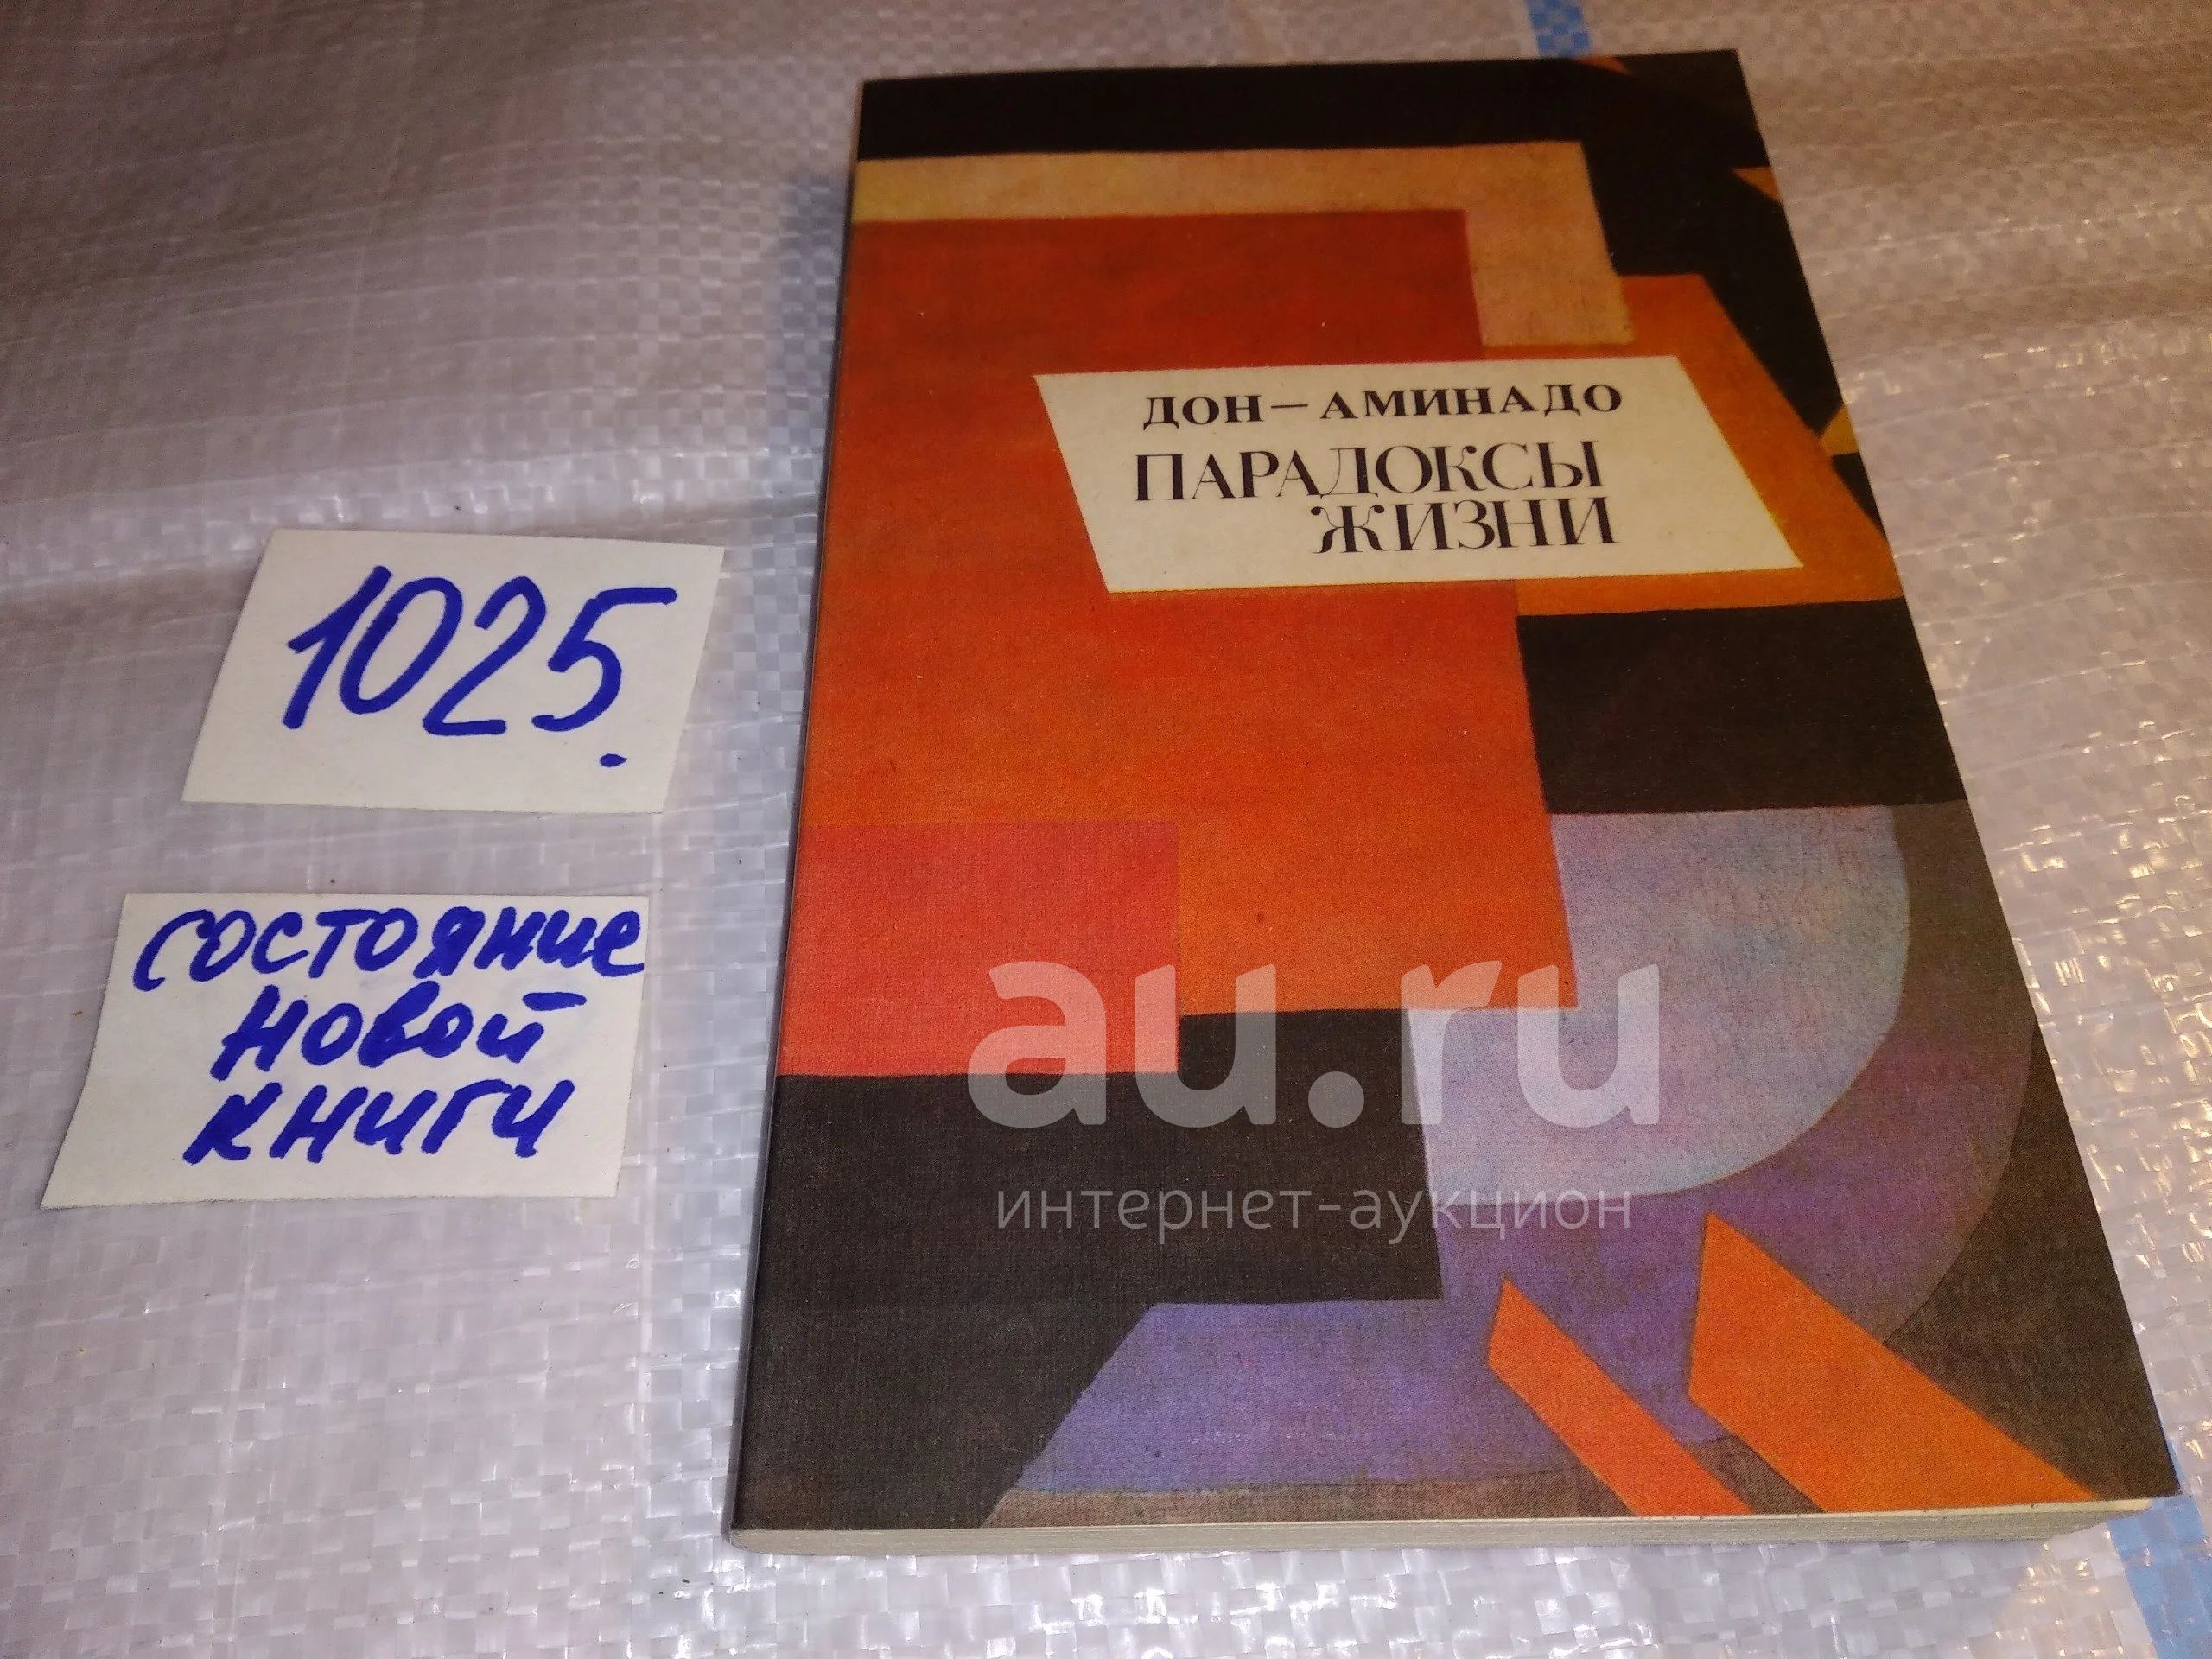 ДОН-АМИНАДО
ПАРАДОКСЫ
ЖИЗНИ
1025.
состояние
новой
книги
au.ru
интернет-аукцион